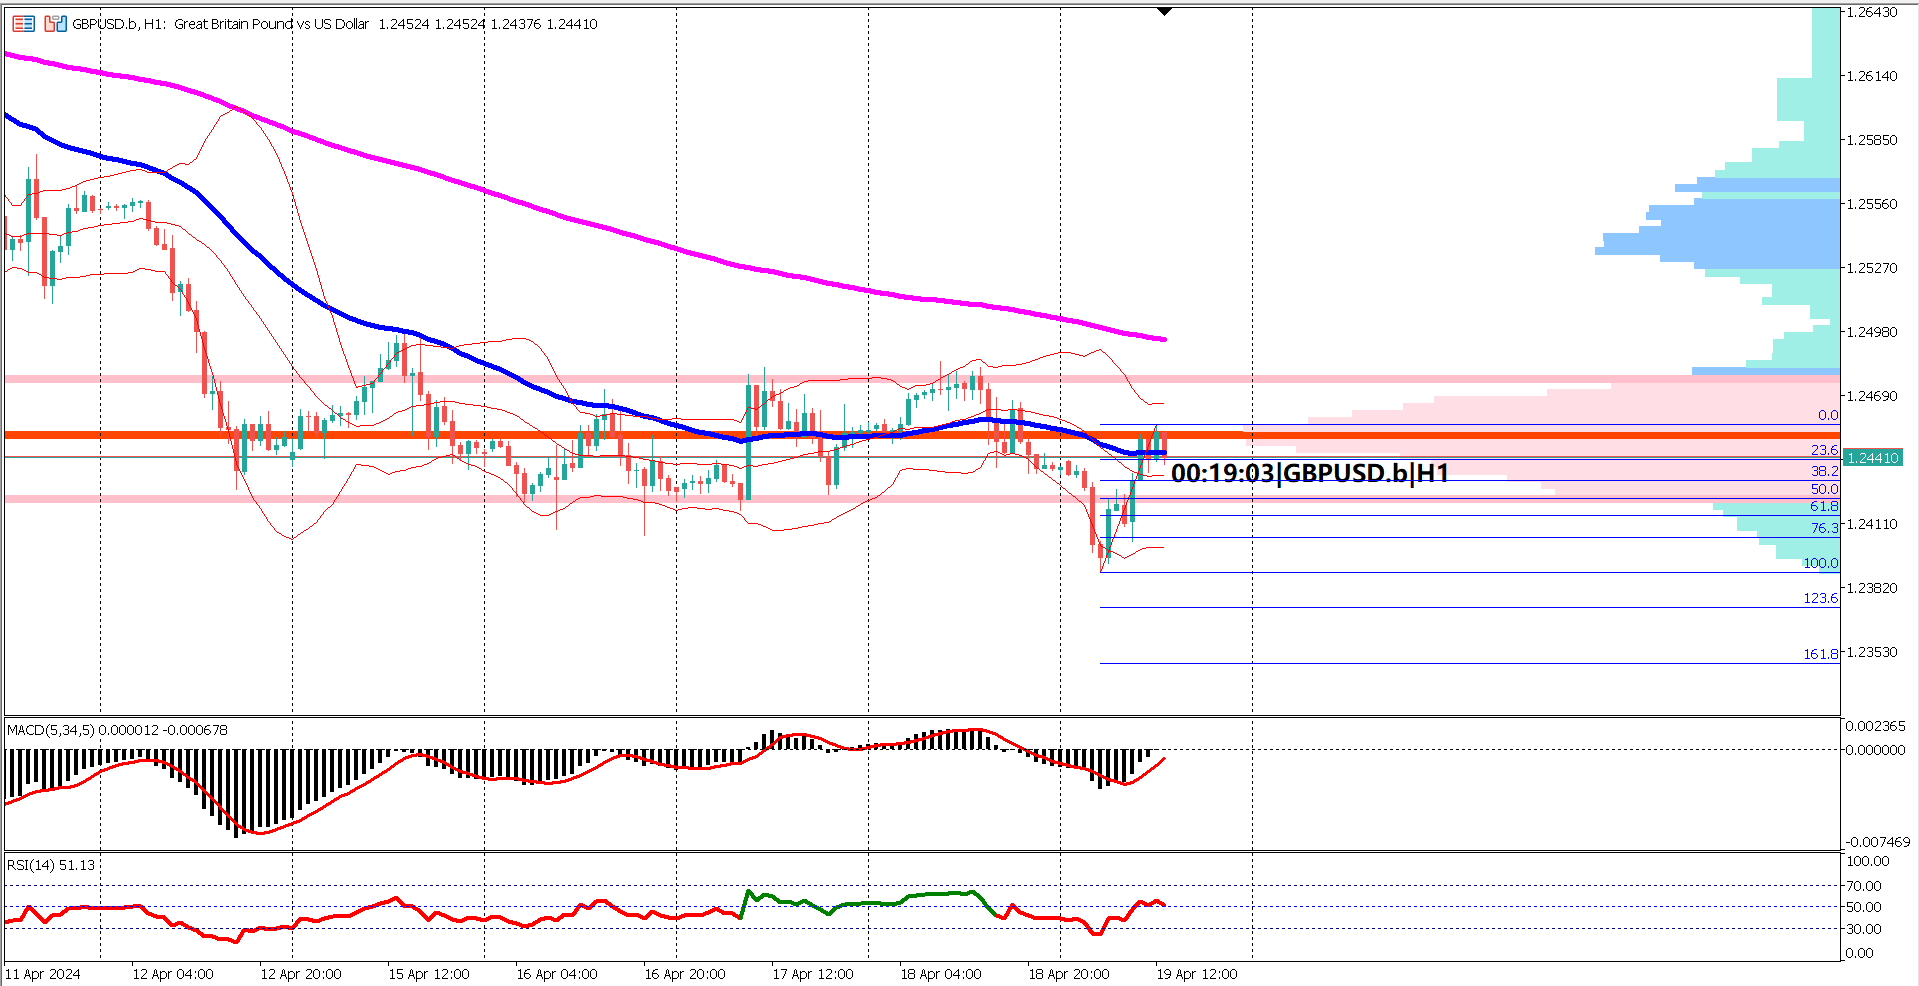 GBPUSD.b, H1: Great Britain Pound vs US Dollar 1.24524 1.24524 1.24376 1.24410
1.26430
1.26140
1.25850
1.25560
1.25270
1.24980
1.24690
0.0
23.6
1.24410
38.2
00:19:03|GBPUSD.b|H1
50.0
61.8
1.24110
76.3
100.0
1.23820
123.6
161.8
1.23530
MACD(5,34,5) 0.000012 -0.000678
0.002365
0.000000
-0.007469
RSI(14) 51.13
100.00
70.00
50.00
30.00
0.00
11 Apr 2024
12 Apr 04:00
12 Apr 20:00
15 Apr 12:00
16 Apr 04:00
16 Apr 20:00
17 Apr 12:00
18 Apr 04:00
18 Apr 20:00
19 Apr 12:00